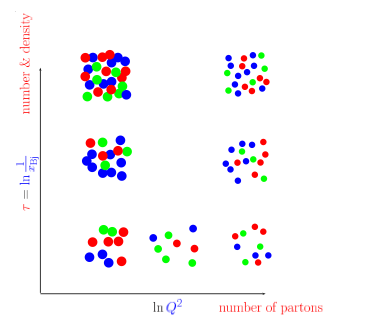 number & density
τ = ln 1/x_Bj
ln Q²
number of partons